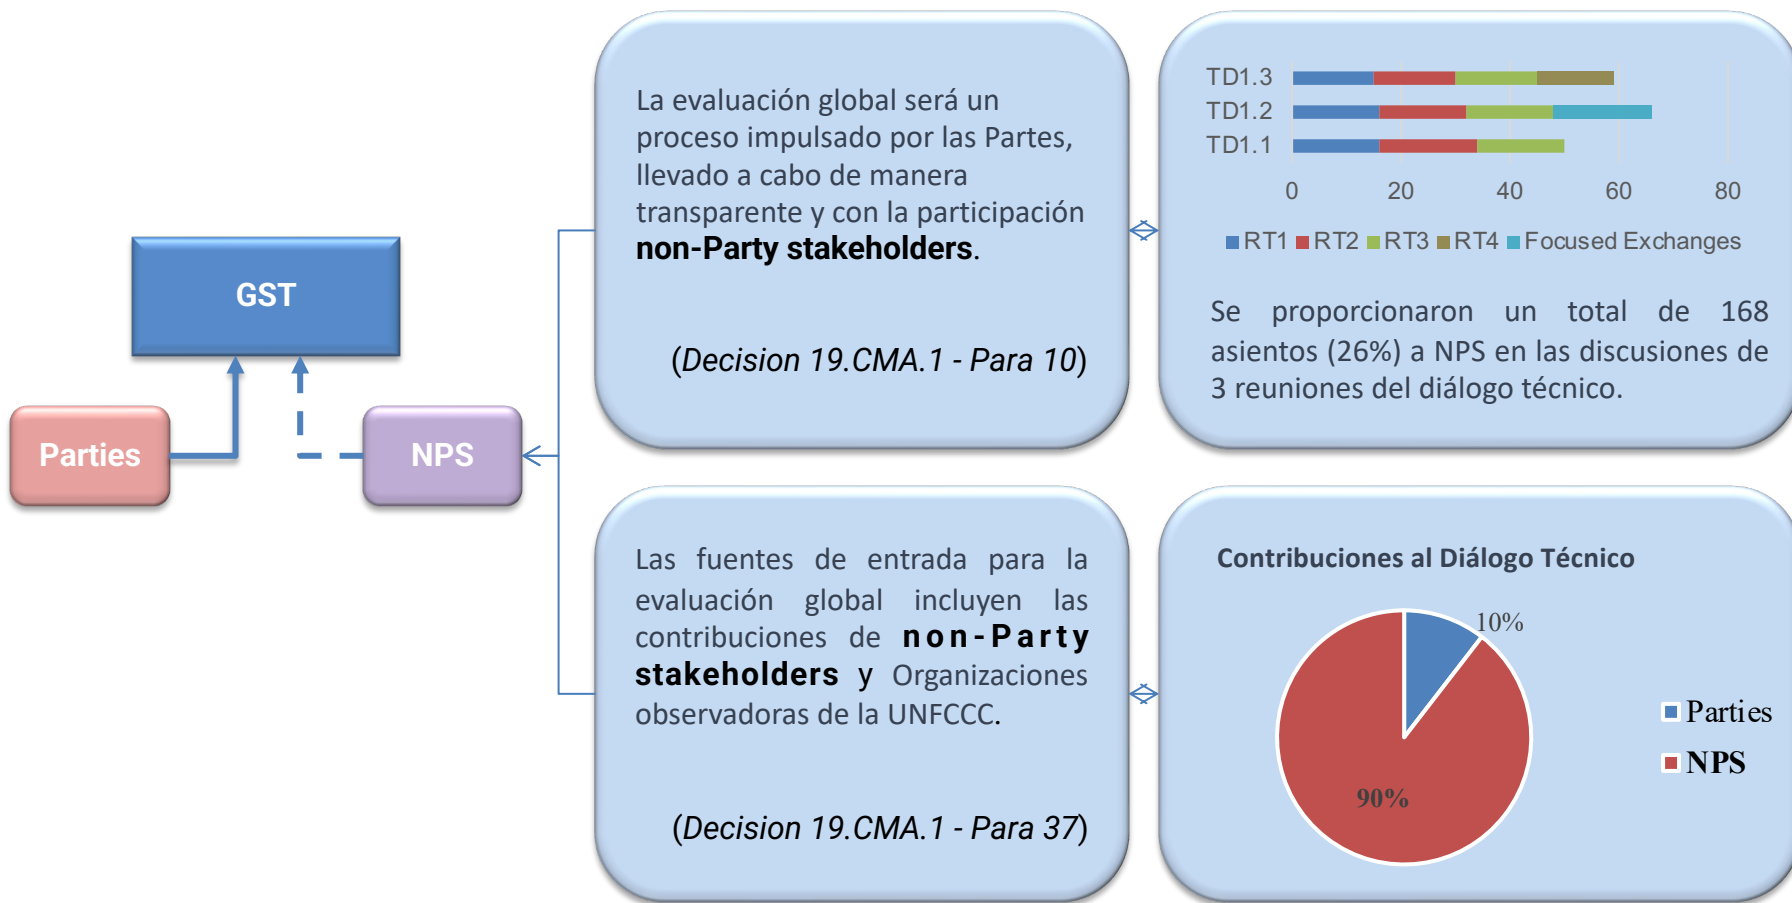 GST
Parties
NPS
La evaluación global será un
proceso impulsado por las Partes,
llevado a cabo de manera
transparente y con la participación
non-Party stakeholders.
(Decision 19.CMA.1 - Para 10)
TD1.3
TD1.2
TD1.1
0 20 40 60 80
RT1 RT2 RT3 RT4 Focused Exchanges
Se proporcionaron un total de 168
asientos (26%) a NPS en las discusiones de
3 reuniones del diálogo técnico.
Las fuentes de entrada para la
evaluación global incluyen las
contribuciones de non-Party
stakeholders y Organizaciones
observadoras de la UNFCCC.
(Decision 19.CMA.1 - Para 37)
Contribuciones al Diálogo Técnico
10%
90%
Parties
NPS